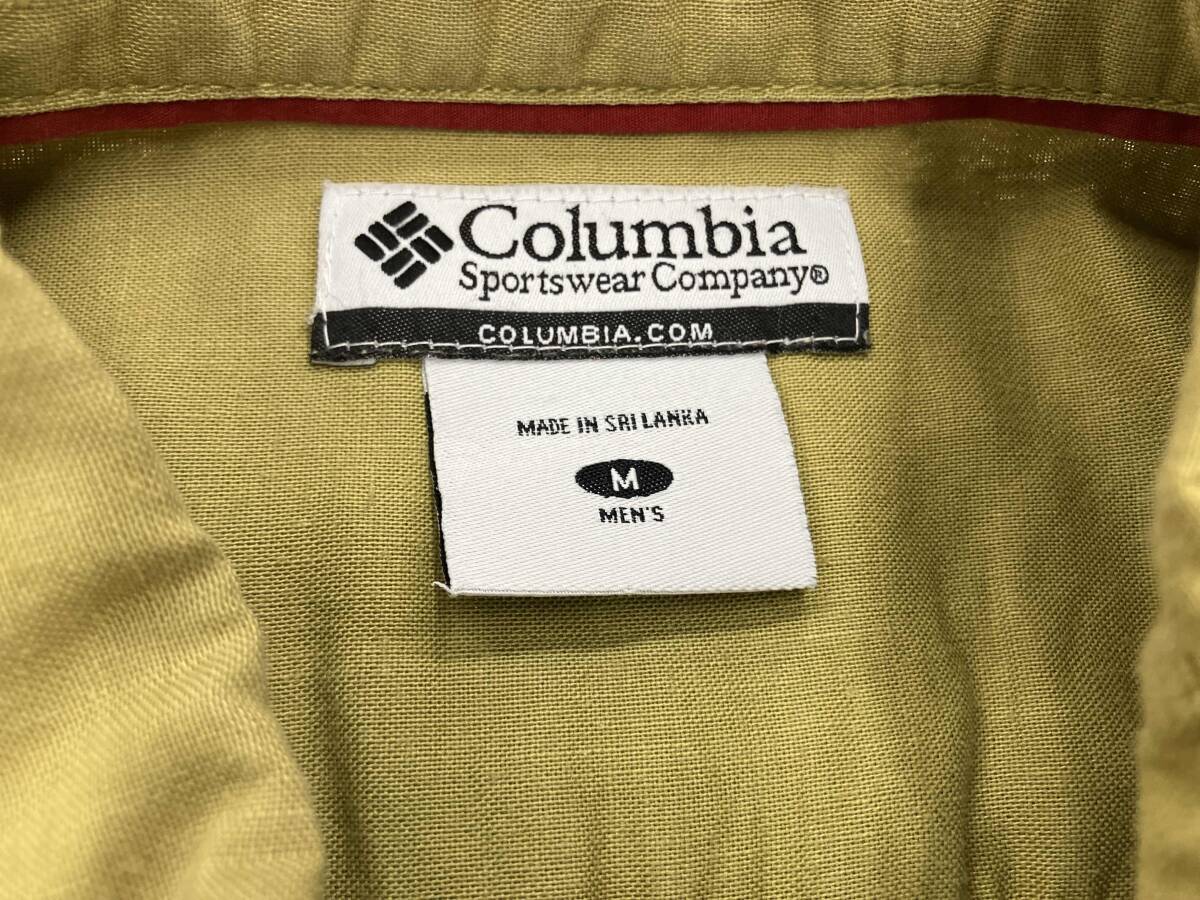 Columbia
Sportswear Company®
COLUMBIA.COM
MADE IN SRI LANKA
M
MEN'S